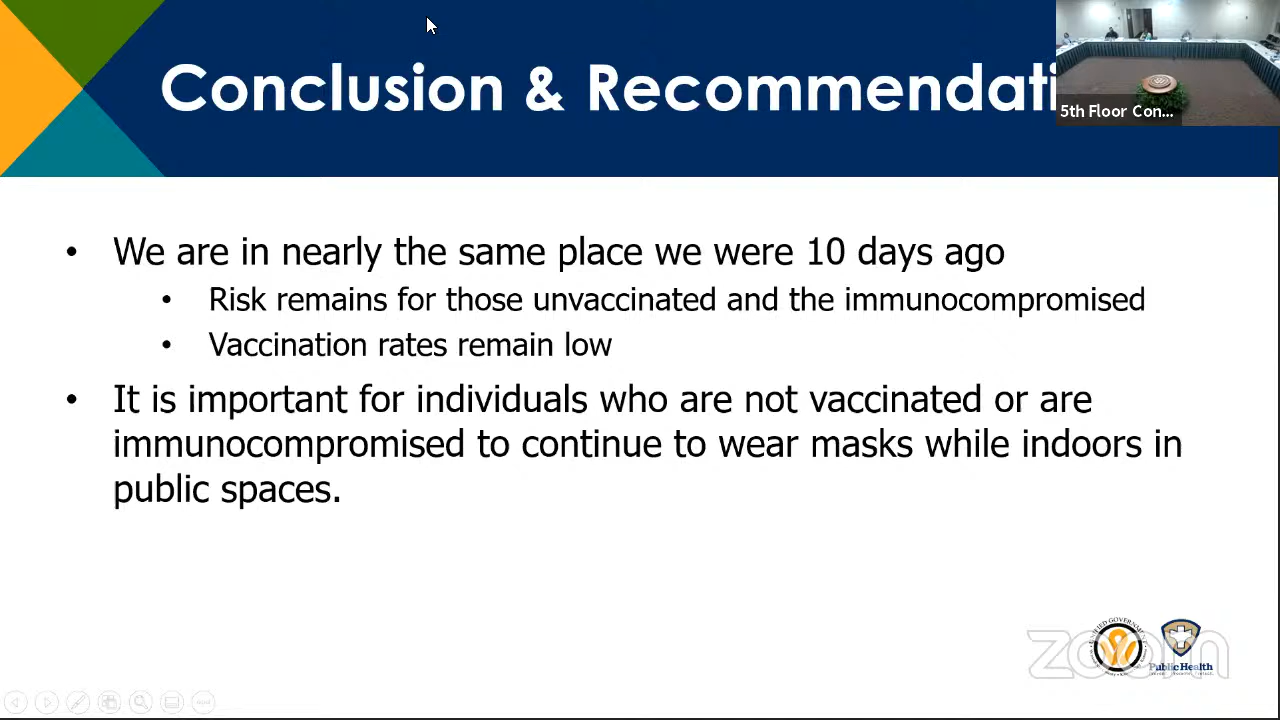 Conclusion & Recommendati
5th Floor Con...
• We are in nearly the same place we were 10 days ago
• Risk remains for those unvaccinated and the immunocompromised
• Vaccination rates remain low
• It is important for individuals who are not vaccinated or are
immunocompromised to continue to wear masks while indoors in
public spaces.
zoom
Public Health